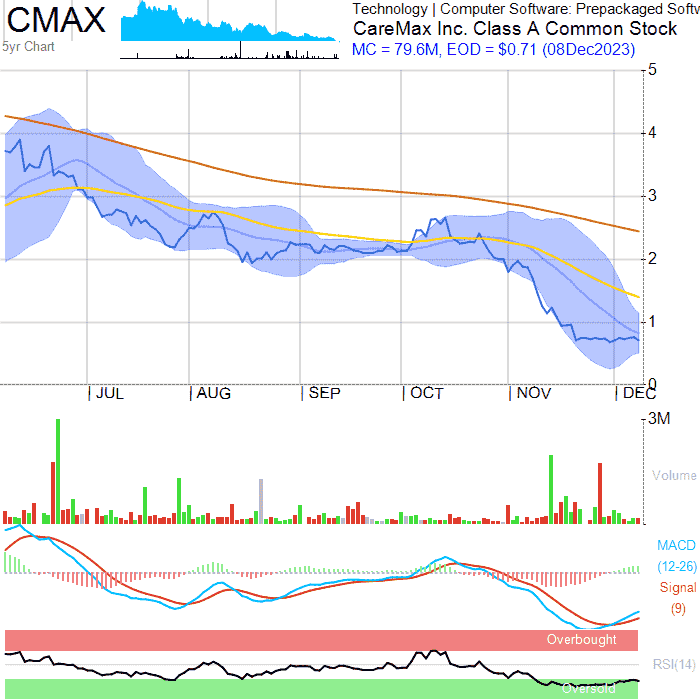 CMAX
5yr Chart
Technology | Computer Software: Prepackaged Softw
CareMax Inc. Class A Common Stock
MC = 79.6M, EOD = $0.71 (08Dec2023)
5
4
3
2
1
0
JUL AUG SEP OCT NOV DEC
3M
Volume
MACD
(12-26)
Signal
(9)
Overbought
RSI(14)
Oversold